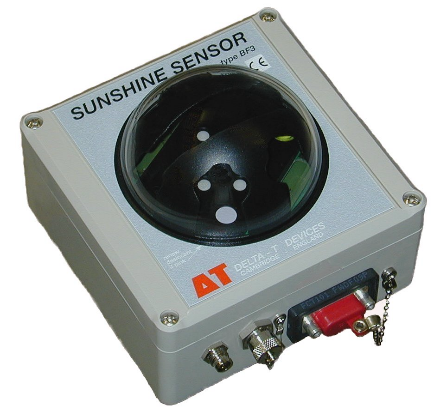 SUNSHINE SENSOR
type BF3
CE
ΔT DELTA-T DEVICES
CAMBRIDGE ENGLAND